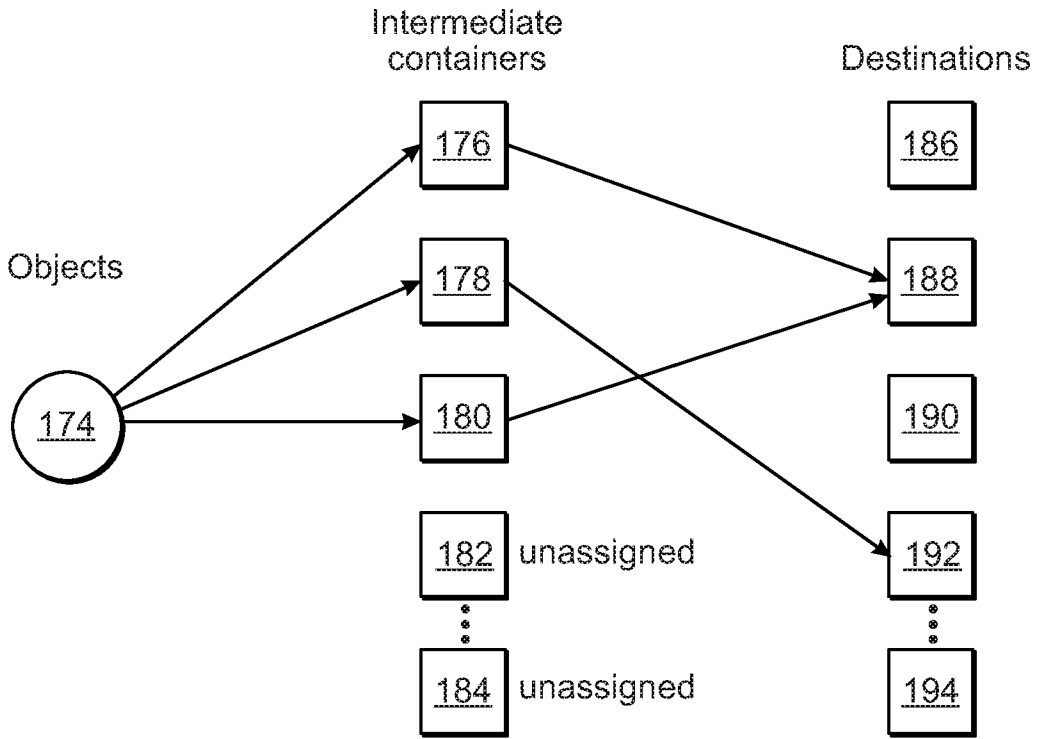 Intermediate
containers
Destinations
Objects
174
176
178
180
182 unassigned
184 unassigned
186
188
190
192
194